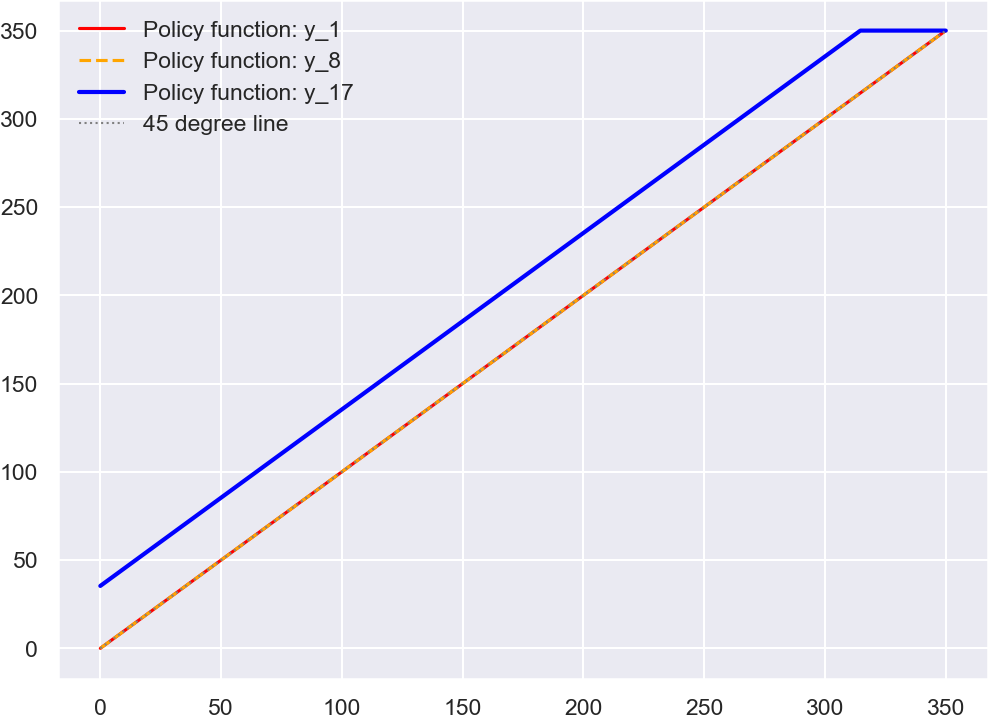 Policy function: y_1
Policy function: y_8
Policy function: y_17
45 degree line
350
300
250
200
150
100
50
0
0 50 100 150 200 250 300 350